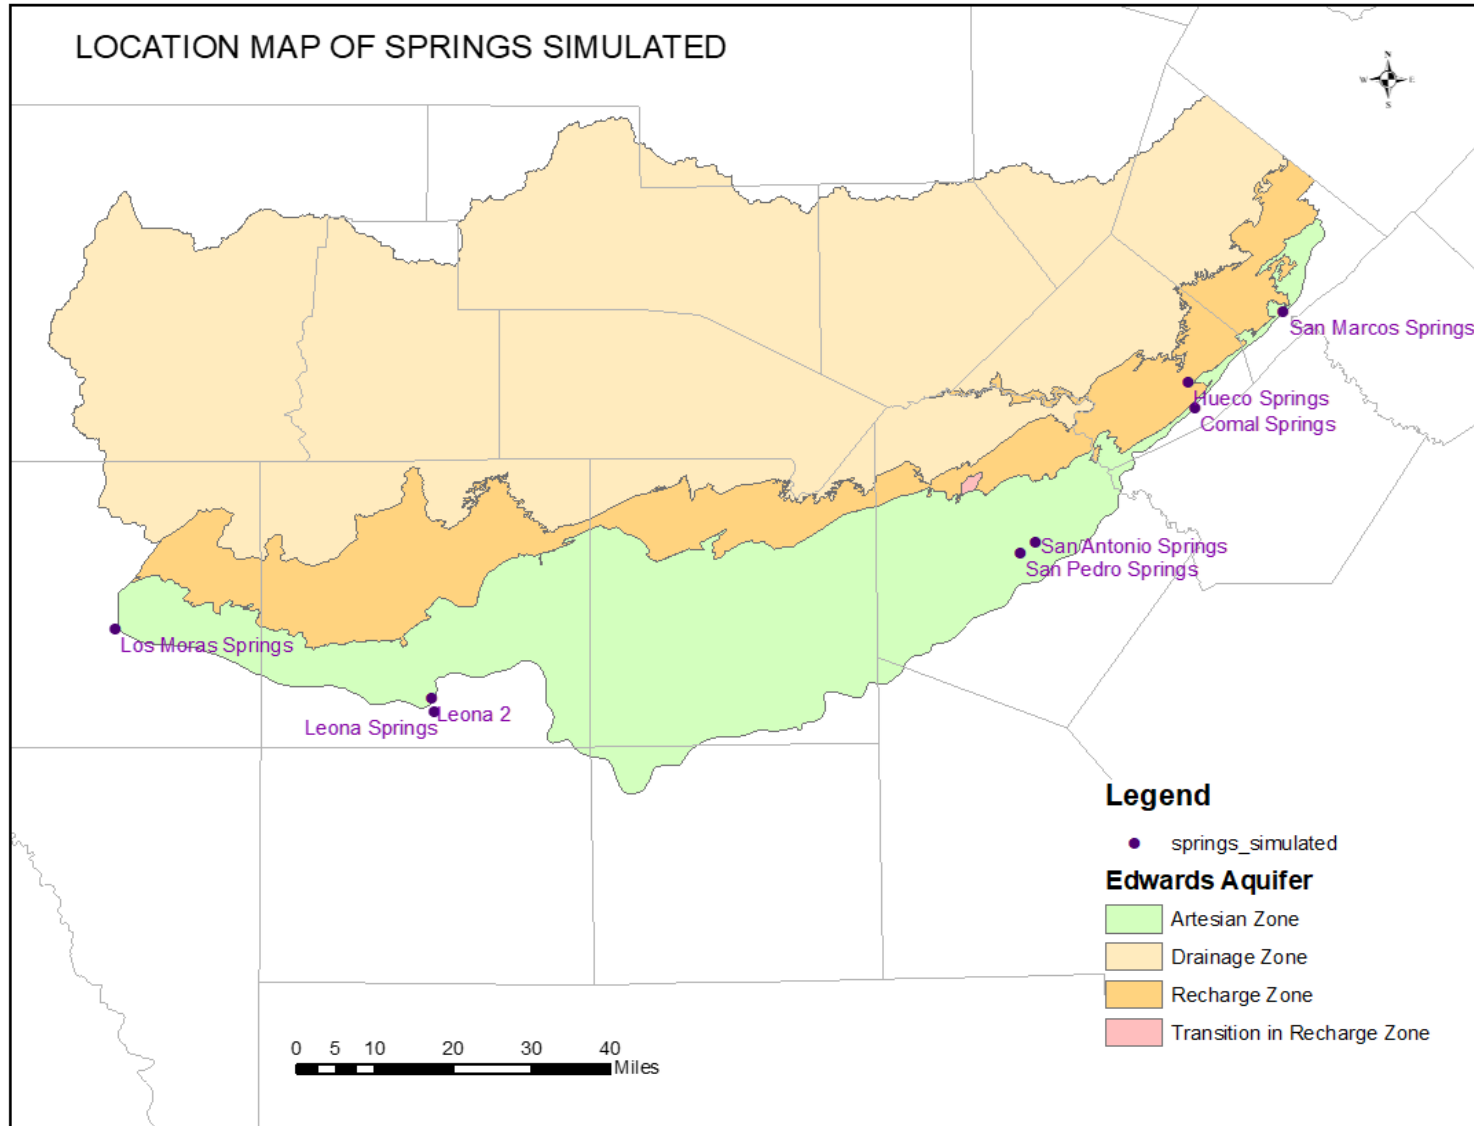 LOCATION MAP OF SPRINGS SIMULATED
N
W E
S
San Marcos Springs
Hueco Springs
Comal Springs
San Antonio Springs
San Pedro Springs
Los Moras Springs
Leona 2
Leona Springs
Legend
springs_simulated
Edwards Aquifer
Artesian Zone
Drainage Zone
Recharge Zone
Transition in Recharge Zone
0 5 10 20 30 40
Miles